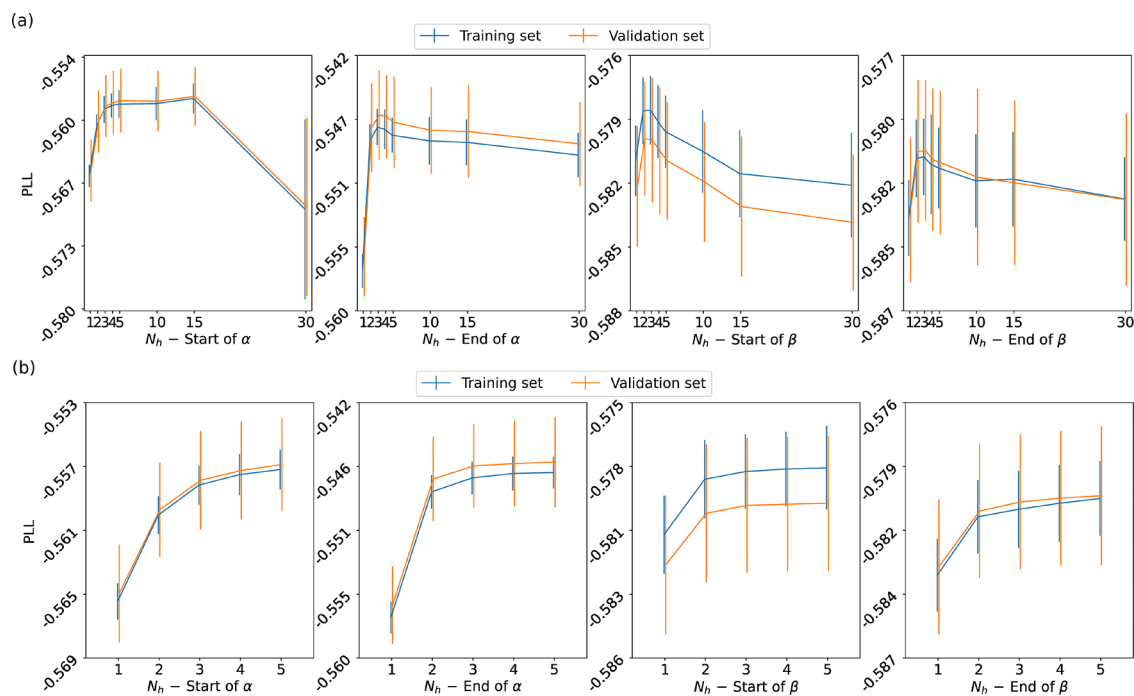 (a)
Training set Validation set
PLL
-0.554
-0.560
-0.567
-0.573
-0.580
12345 10 15 30
N_h − Start of α
-0.542
-0.547
-0.551
-0.555
-0.560
12345 10 15 30
N_h − End of α
-0.576
-0.579
-0.582
-0.585
-0.588
12345 10 15 30
N_h − Start of β
-0.577
-0.580
-0.582
-0.585
-0.587
12345 10 15 30
N_h − End of β
(b)
Training set Validation set
PLL
-0.553
-0.557
-0.561
-0.565
-0.569
1 2 3 4 5
N_h − Start of α
-0.542
-0.546
-0.551
-0.555
-0.560
1 2 3 4 5
N_h − End of α
-0.575
-0.578
-0.581
-0.583
-0.586
1 2 3 4 5
N_h − Start of β
-0.576
-0.579
-0.582
-0.584
-0.587
1 2 3 4 5
N_h − End of β